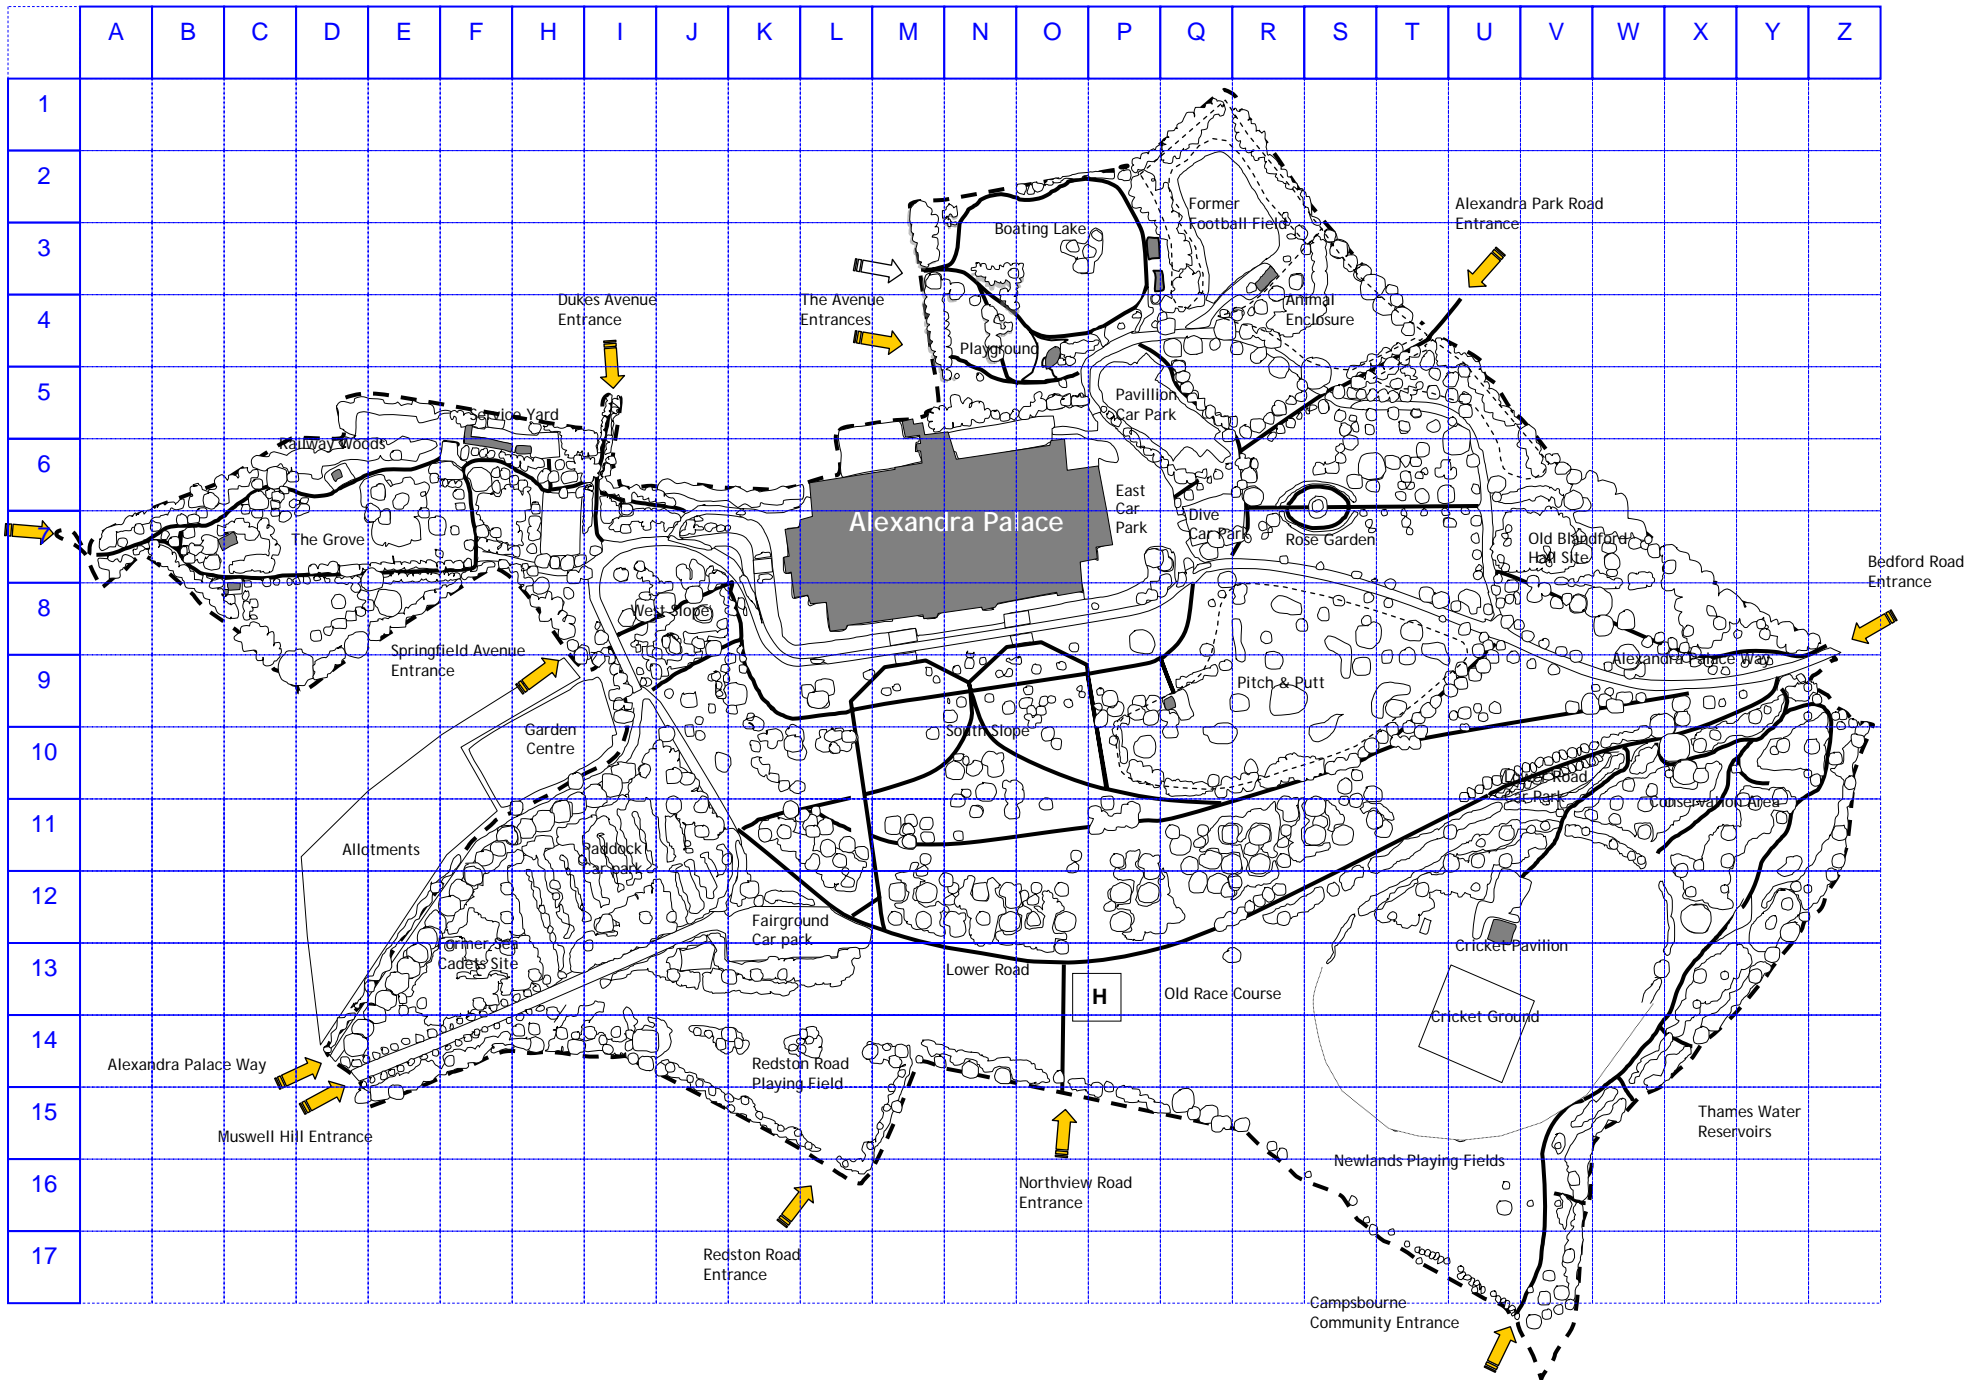 A B C D E F H I J K L M N O P Q R S T U V W X Y Z
1
2
Former
Football Field
Alexandra Park Road
Entrance
3
Boating Lake
4
Dukes Avenue
Entrance
The Avenue
Entrances
Animal
Enclosure
Playground
5
Pavillion
Car Park
Service Yard
6
Railway Woods
East
Car
Park
7
Alexandra Palace
The Grove
Dive
Car Park
Rose Garden
Old Blandford
Hall Site
Bedford Road
Entrance
8
West Slope
Springfield Avenue
Entrance
9
Alexandra Palace Way
Pitch & Putt
10
Garden
Centre
South Slope
Lower Road
Car Park
Conservation Area
11
Allotments
Paddock
Car park
12
Fairground
Car park
Former Sea
Cadets Site
Cricket Pavilion
13
Lower Road
H
Old Race Course
Cricket Ground
14
Alexandra Palace Way
Redston Road
Playing Field
15
Muswell Hill Entrance
Thames Water
Reservoirs
16
Newlands Playing Fields
Northview Road
Entrance
17
Redston Road
Entrance
Campsbourne
Community Entrance